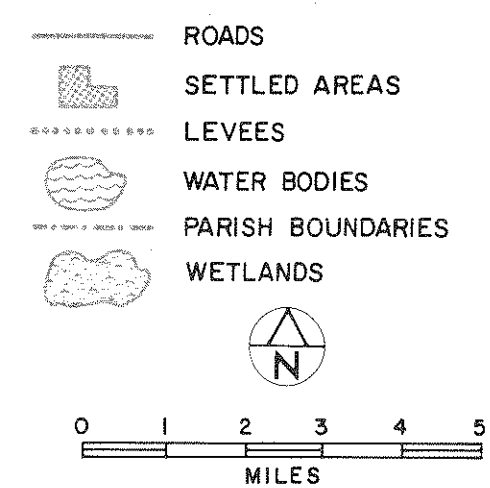 ROADS
SETTLED AREAS
LEVEES
WATER BODIES
PARISH BOUNDARIES
WETLANDS
N
0 1 2 3 4 5
MILES